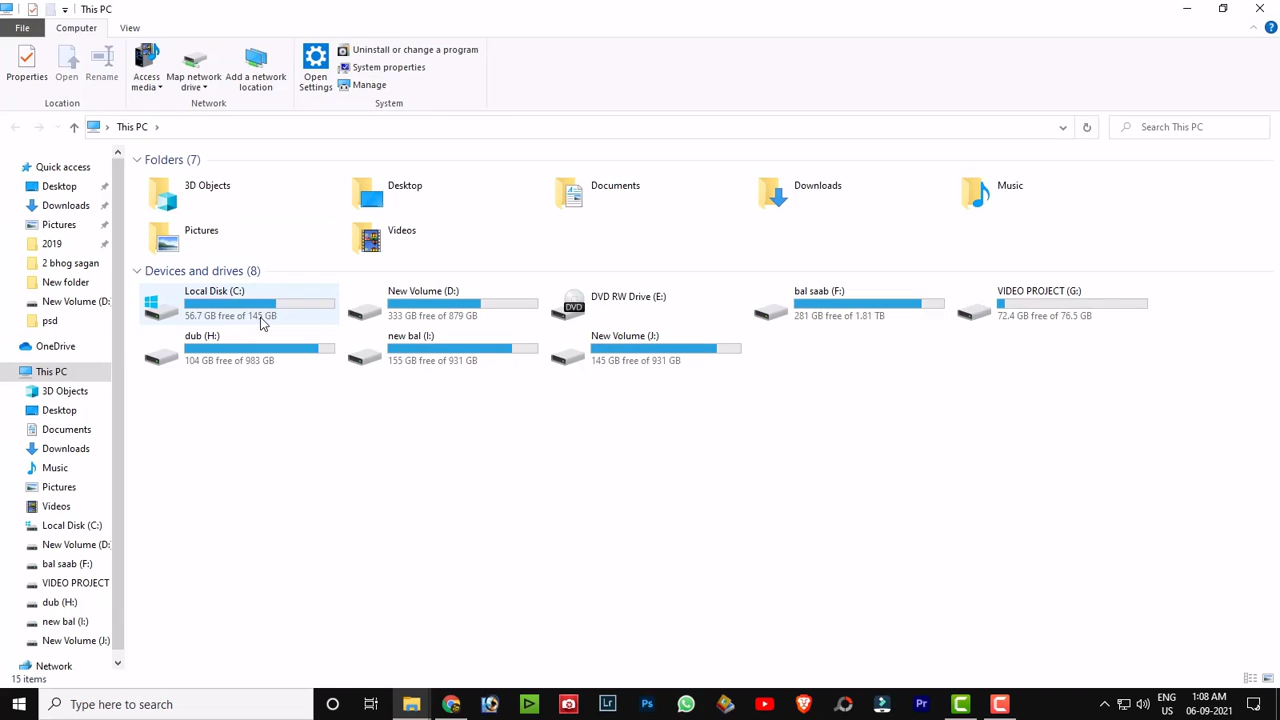 This PC
File Computer View
Properties Open Rename Access media Map network drive Add a network location Open Settings Uninstall or change a program
System properties
Manage
Location Network System
This PC
Search This PC
Quick access
Desktop
Downloads
Pictures
2019
2 bhog sagan
New folder
New Volume (D:
psd
OneDrive
This PC
3D Objects
Desktop
Documents
Downloads
Music
Pictures
Videos
Local Disk (C:)
New Volume (D:
bal saab (F:)
VIDEO PROJECT
dub (H:)
new bal (I:)
New Volume (J:)
Network
Folders (7)
3D Objects Desktop Documents Downloads Music
Pictures Videos
Devices and drives (8)
Local Disk (C:)
56.7 GB free of GB
New Volume (D:)
333 GB free of 879 GB
DVD RW Drive (E:)
DVD
bal saab (F:)
281 GB free of 1.81 TB
VIDEO PROJECT (G:)
72.4 GB free of 76.5 GB
dub (H:)
104 GB free of 983 GB
new bal (I:)
155 GB free of 931 GB
New Volume (J:)
145 GB free of 931 GB
15 items
Type here to search
Lr Ps Pr
ENG
US
1:08 AM
06-09-2021